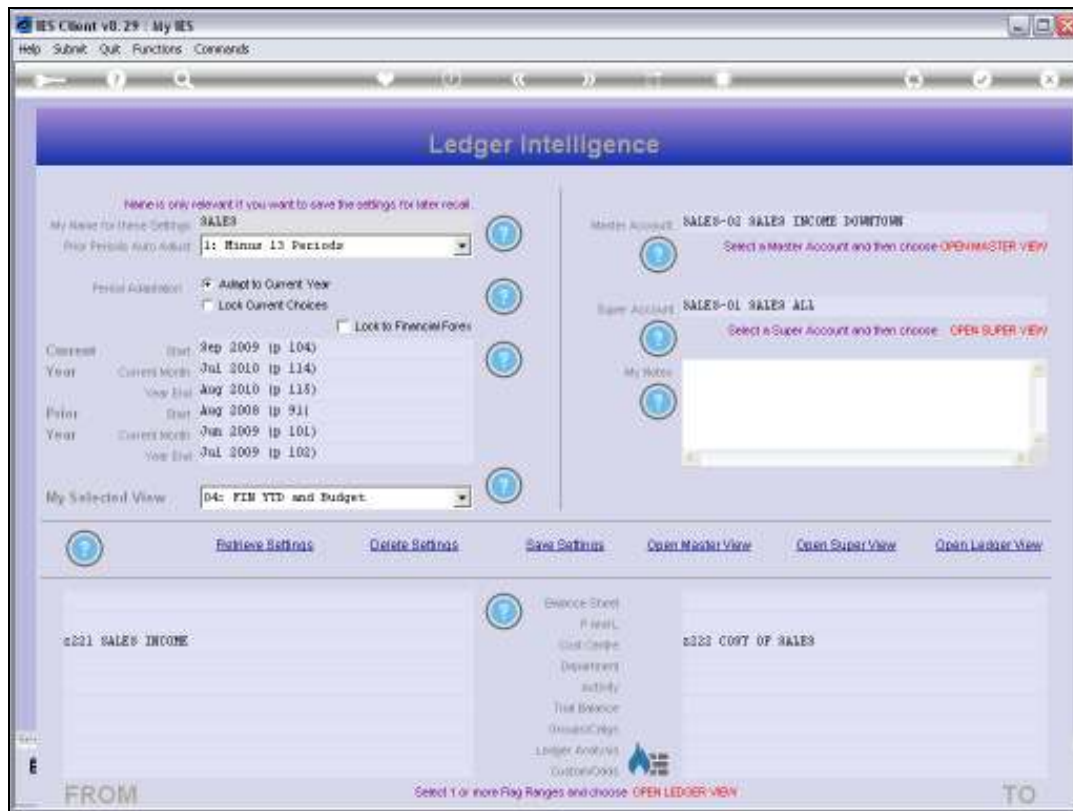 IES Client v8.29 : My IES
Help Submit Quit Functions Commands
Ledger Intelligence
Name is only relevant if you want to save the settings for later recall
My Name for these Settings SALES
Prior Periods Auto Adjust 1: Minus 13 Periods
Period Adaptation Adapt to Current Year
Lock Current Choices
Lock to Financial Forex
Current Start Sep 2009 (p 104)
Year Current Month Jul 2010 (p 114)
Year End Aug 2010 (p 115)
Prior Start Aug 2008 (p 91)
Year Current Month Jun 2009 (p 101)
Year End Jul 2009 (p 102)
My Selected View 04: FIN YTD and Budget
Master Account SALES-02 SALES INCOME DOWNTOWN
Select a Master Account and then choose OPEN MASTER VIEW
Super Account SALES-01 SALES ALL
Select a Super Account and then choose OPEN SUPER VIEW
My Notes
Retrieve Settings Delete Settings Save Settings Open Master View Open Super View Open Ledger View
Balance Sheet
P and L
c221 SALES INCOME Cost Centre c222 COST OF SALES
Department
Activity
Trial Balance
Groups/Catgs
Ledger Analysis
Custom/Odds
FROM Select 1 or more Flag Ranges and choose OPEN LEDGER VIEW TO